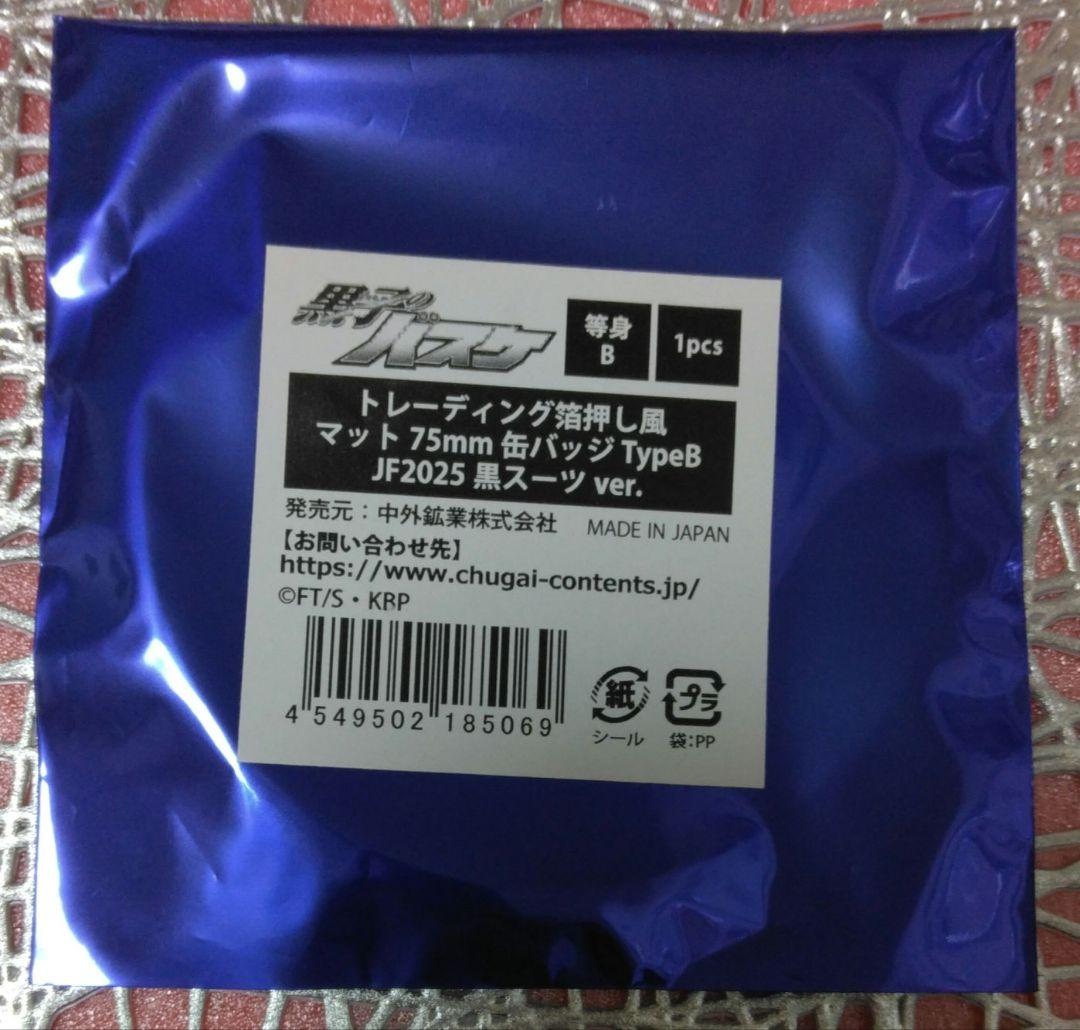 黒子の
バスケ
等身
B
1pcs
トレーディング箔押し風
マット 75mm 缶バッジ TypeB
JF2025 黒スーツ ver.
発売元：中外鉱業株式会社 MADE IN JAPAN
【お問い合わせ先】
https://www.chugai-contents.jp/
©FT/S・KBP
4 549502 185069
紙
シール
プラ
袋:PP